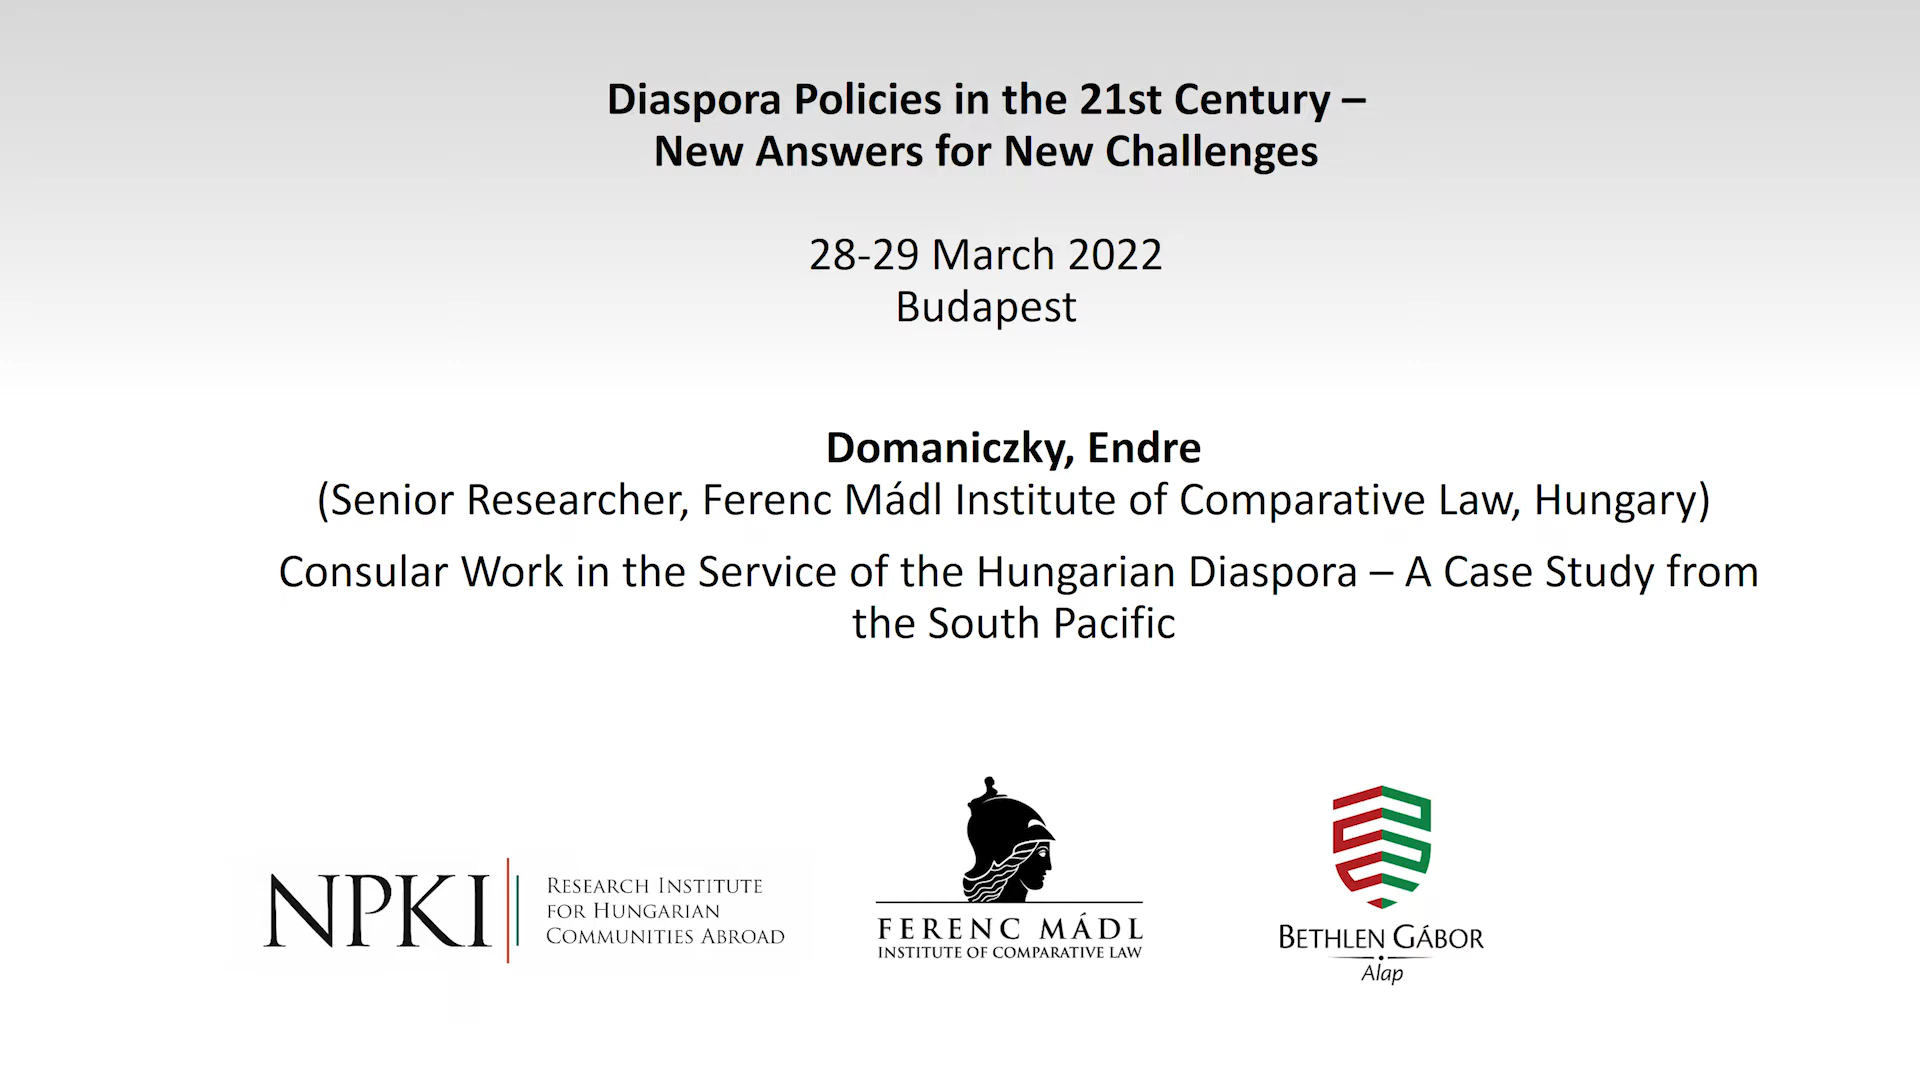 Diaspora Policies in the 21st Century –
New Answers for New Challenges
28-29 March 2022
Budapest
Domaniczky, Endre
(Senior Researcher, Ferenc Mádl Institute of Comparative Law, Hungary)
Consular Work in the Service of the Hungarian Diaspora – A Case Study from
the South Pacific
NPKI
RESEARCH INSTITUTE
FOR HUNGARIAN
COMMUNITIES ABROAD
FERENC MÁDL
INSTITUTE OF COMPARATIVE LAW
BETHLEN GÁBOR
Alap